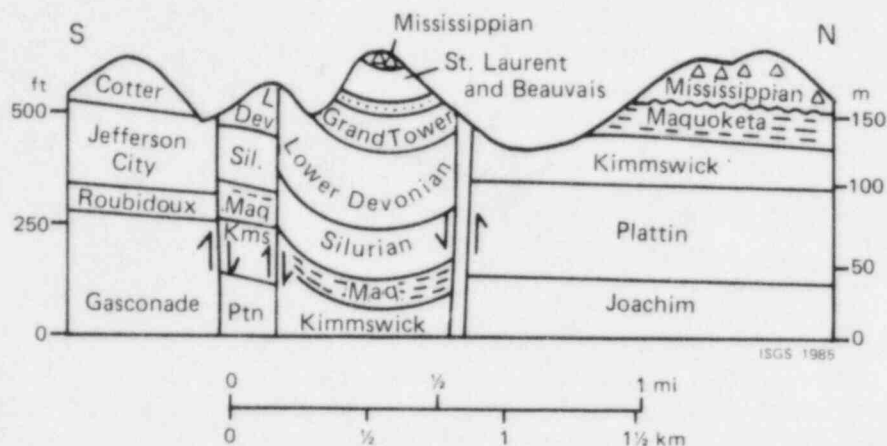 S
Mississippian
N
St. Laurent
and Beauvais
ft
m
500
250
0
150
100
50
0
Cotter
Jefferson
City
Roubidoux
Gasconade
L
Dev
Sil.
Maq
Kms
Ptn
Grand Tower
Lower Devonian
Silurian
Maq
Kimmswick
Mississippian
Maquoketa
Kimmswick
Plattin
Joachim
ISGS 1985
0 ½ 1 mi
0 ½ 1 1½ km